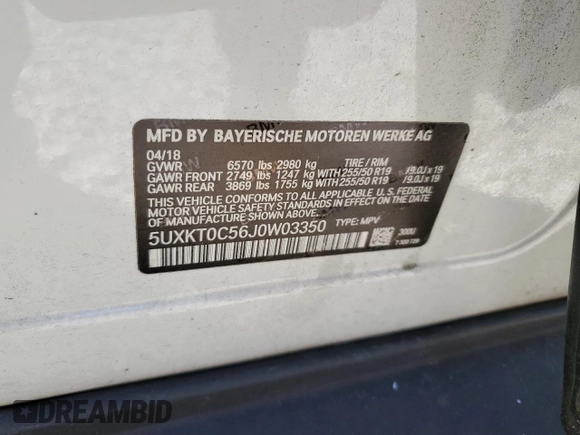 MFD BY BAYERISCHE MOTOREN WERKE AG
04/18
GVWR 6570 lbs 2980 kg TIRE / RIM
GAWR FRONT 2749 lbs 1247 kg WITH 255/50 R19 /9.0J x 19
GAWR REAR 3869 lbs 1755 kg WITH 255/50 R19 /9.0J x 19
THIS VEHICLE CONFORMS TO ALL APPLICABLE U.S. FEDERAL
MOTOR VEHICLE SAFETY STANDARDS IN EFFECT ON THE DATE
OF MANUFACTURE SHOWN ABOVE.
5UXKT0C56J0W03350 TYPE: MPV
300U
DREAMBID